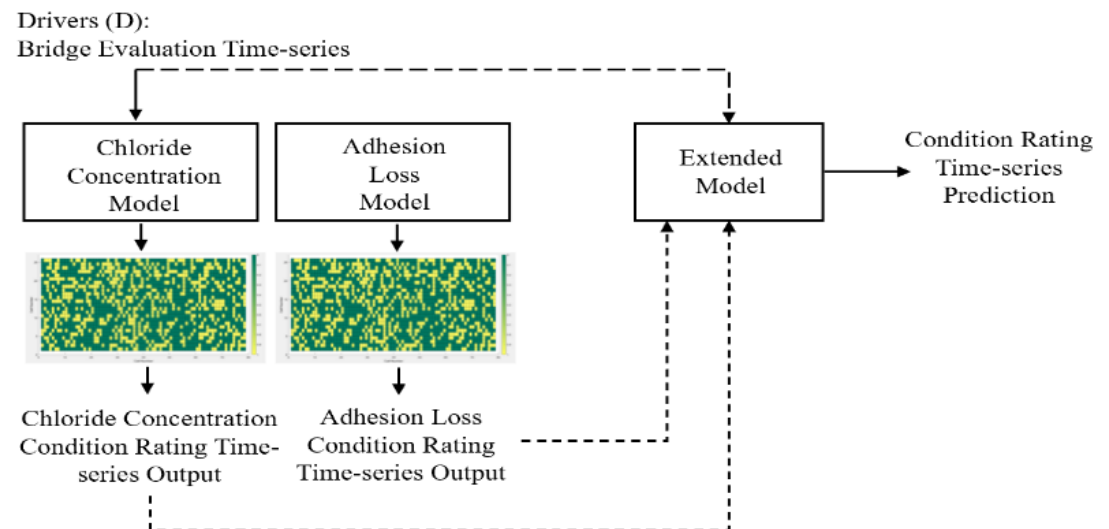 Drivers (D):
Bridge Evaluation Time-series
Chloride
Concentration
Model
Adhesion
Loss
Model
Extended
Model
Condition Rating
Time-series
Prediction
Chloride Concentration
Condition Rating Time-
series Output
Adhesion Loss
Condition Rating
Time-series Output